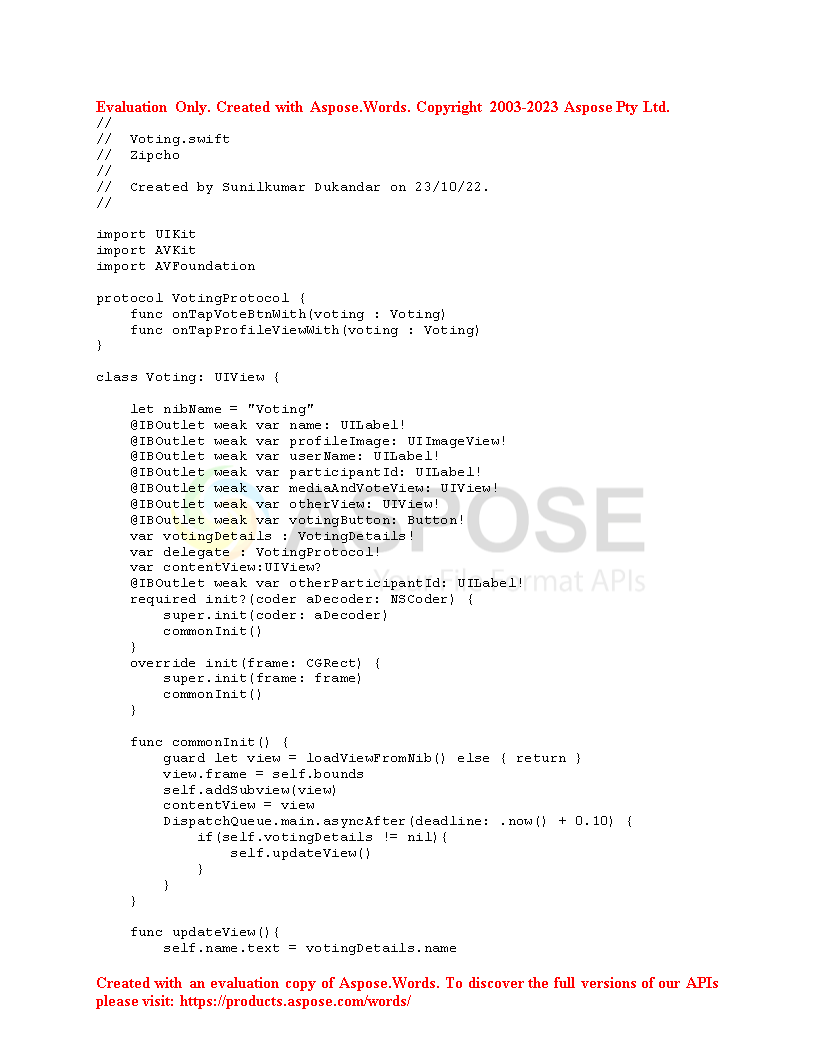 Evaluation Only. Created with Aspose.Words. Copyright 2003-2023 Aspose Pty Ltd.
//
//  Voting.swift
//  Zipcho
//
//  Created by Sunilkumar Dukandar on 23/10/22.
//

import UIKit
import AVKit
import AVFoundation

protocol VotingProtocol {
    func onTapVoteBtnWith(voting : Voting)
    func onTapProfileViewWith(voting : Voting)
}

class Voting: UIView {

    let nibName = "Voting"
    @IBOutlet weak var name: UILabel!
    @IBOutlet weak var profileImage: UIImageView!
    @IBOutlet weak var userName: UILabel!
    @IBOutlet weak var participantId: UILabel!
    @IBOutlet weak var mediaAndVoteView: UIView!
    @IBOutlet weak var otherView: UIView!
    @IBOutlet weak var votingButton: Button!
    var votingDetails : VotingDetails!
    var delegate : VotingProtocol!
    var contentView:UIView?
    @IBOutlet weak var otherParticipantId: UILabel!
    required init?(coder aDecoder: NSCoder) {
        super.init(coder: aDecoder)
        commonInit()
    }
    override init(frame: CGRect) {
        super.init(frame: frame)
        commonInit()
    }

    func commonInit() {
        guard let view = loadViewFromNib() else { return }
        view.frame = self.bounds
        self.addSubview(view)
        contentView = view
        DispatchQueue.main.asyncAfter(deadline: .now() + 0.10) {
            if(self.votingDetails != nil){
                self.updateView()
            }
        }
    }

    func updateView(){
        self.name.text = votingDetails.name
ASPOSE
Your File Format APIs
Created with an evaluation copy of Aspose.Words. To discover the full versions of our APIs
please visit: https://products.aspose.com/words/